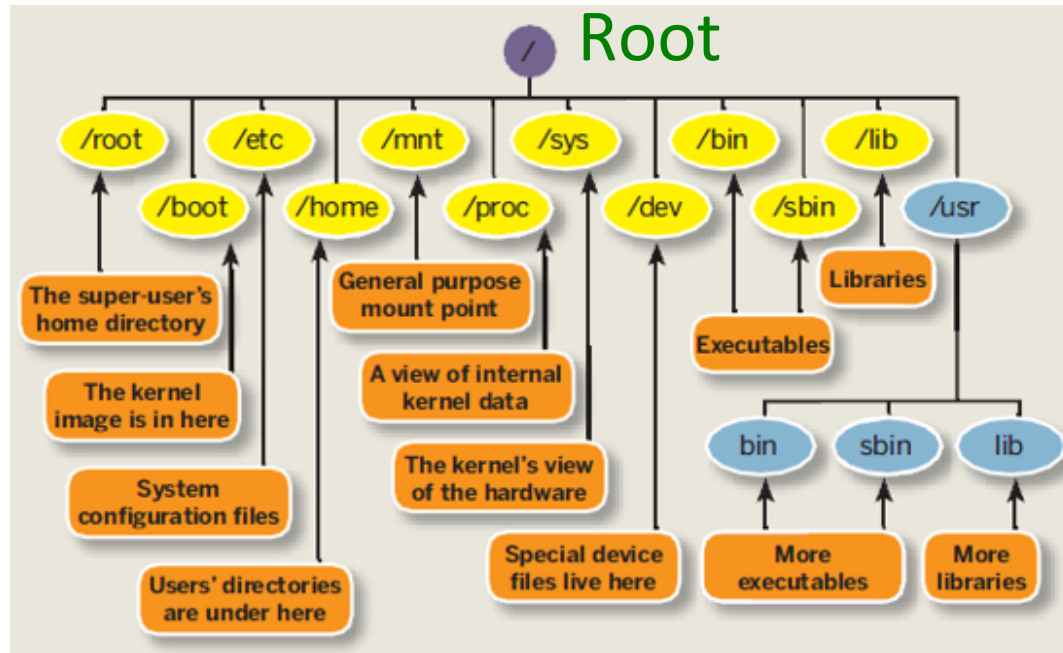 /
Root
/root
/etc
/mnt
/sys
/bin
/lib
/boot
/home
/proc
/dev
/sbin
/usr
The super-user's
home directory
General purpose
mount point
Libraries
Executables
The kernel
image is in here
A view of internal
kernel data
bin
sbin
lib
The kernel's view
of the hardware
System
configuration files
Special device
files live here
More
executables
More
libraries
Users' directories
are under here